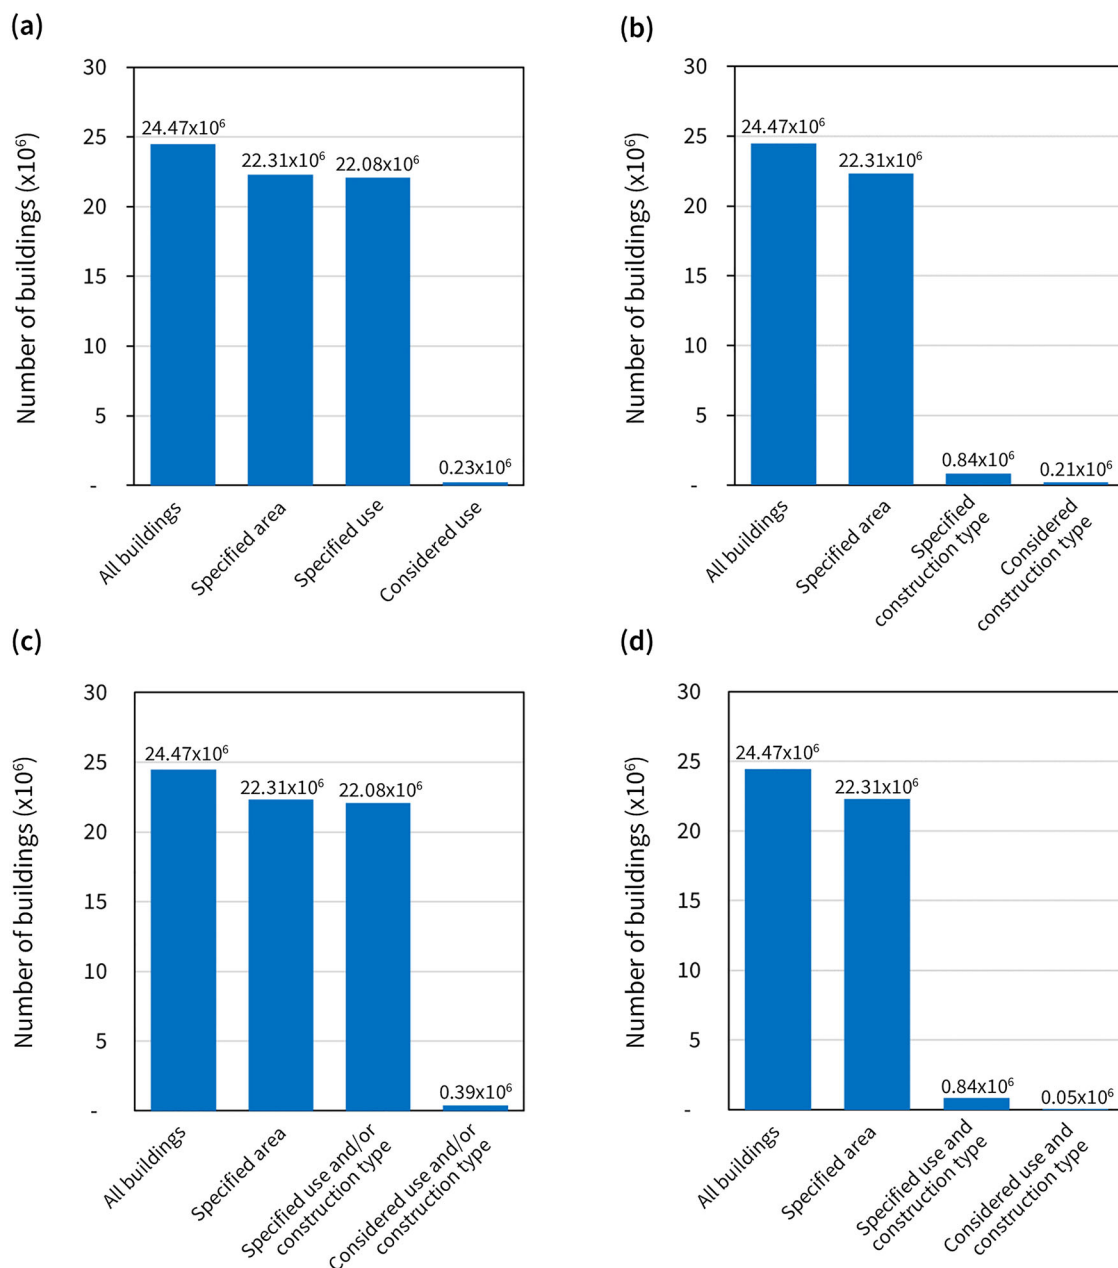 (a)
Number of buildings (x10⁶)
30
25
20
15
10
5
-
24.47x10⁶
22.31x10⁶
22.08x10⁶
0.23x10⁶
All buildings
Specified area
Specified use
Considered use
(b)
Number of buildings (x10⁶)
30
25
20
15
10
5
-
24.47x10⁶
22.31x10⁶
0.84x10⁶
0.21x10⁶
All buildings
Specified area
Specified
construction type
Considered
construction type
(c)
Number of buildings (x10⁶)
30
25
20
15
10
5
-
24.47x10⁶
22.31x10⁶
22.08x10⁶
0.39x10⁶
All buildings
Specified area
Specified use and/or
construction type
Considered use and/or
construction type
(d)
Number of buildings (x10⁶)
30
25
20
15
10
5
-
24.47x10⁶
22.31x10⁶
0.84x10⁶
0.05x10⁶
All buildings
Specified area
Specified use and
construction type
Considered use and
construction type